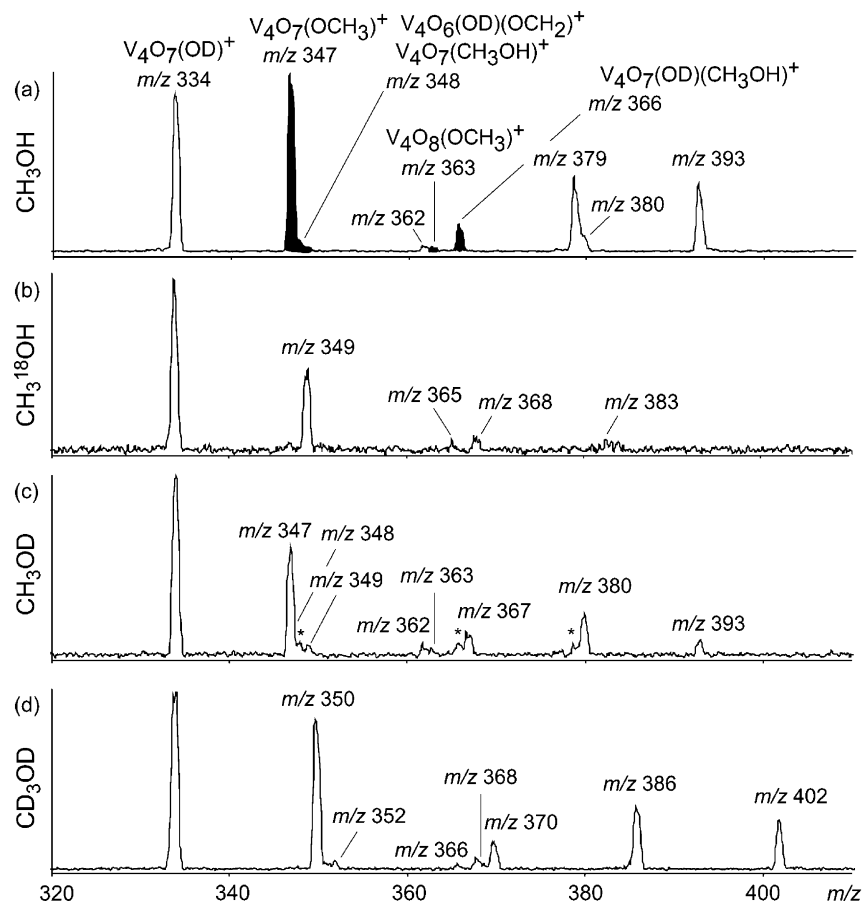 V4O6(OD)(OCH2)+
V4O7(OCH3)+
V4O7(OD)+
V4O7(CH3OH)+
V4O7(OD)(CH3OH)+
m/z 334
m/z 347
m/z 348
m/z 366
(a)
CH3OH
V4O8(OCH3)+
m/z 363
m/z 379
m/z 393
m/z 362
m/z 380
(b)
CH3 18OH
m/z 349
m/z 365
m/z 368
m/z 383
(c)
CH3OD
m/z 347
m/z 348
m/z 349
m/z 363
m/z 380
*
m/z 362
*
m/z 367
*
m/z 393
(d)
CD3OD
m/z 350
m/z 368
m/z 386
m/z 402
m/z 352
m/z 366
m/z 370
320 340 360 380 400 m/z